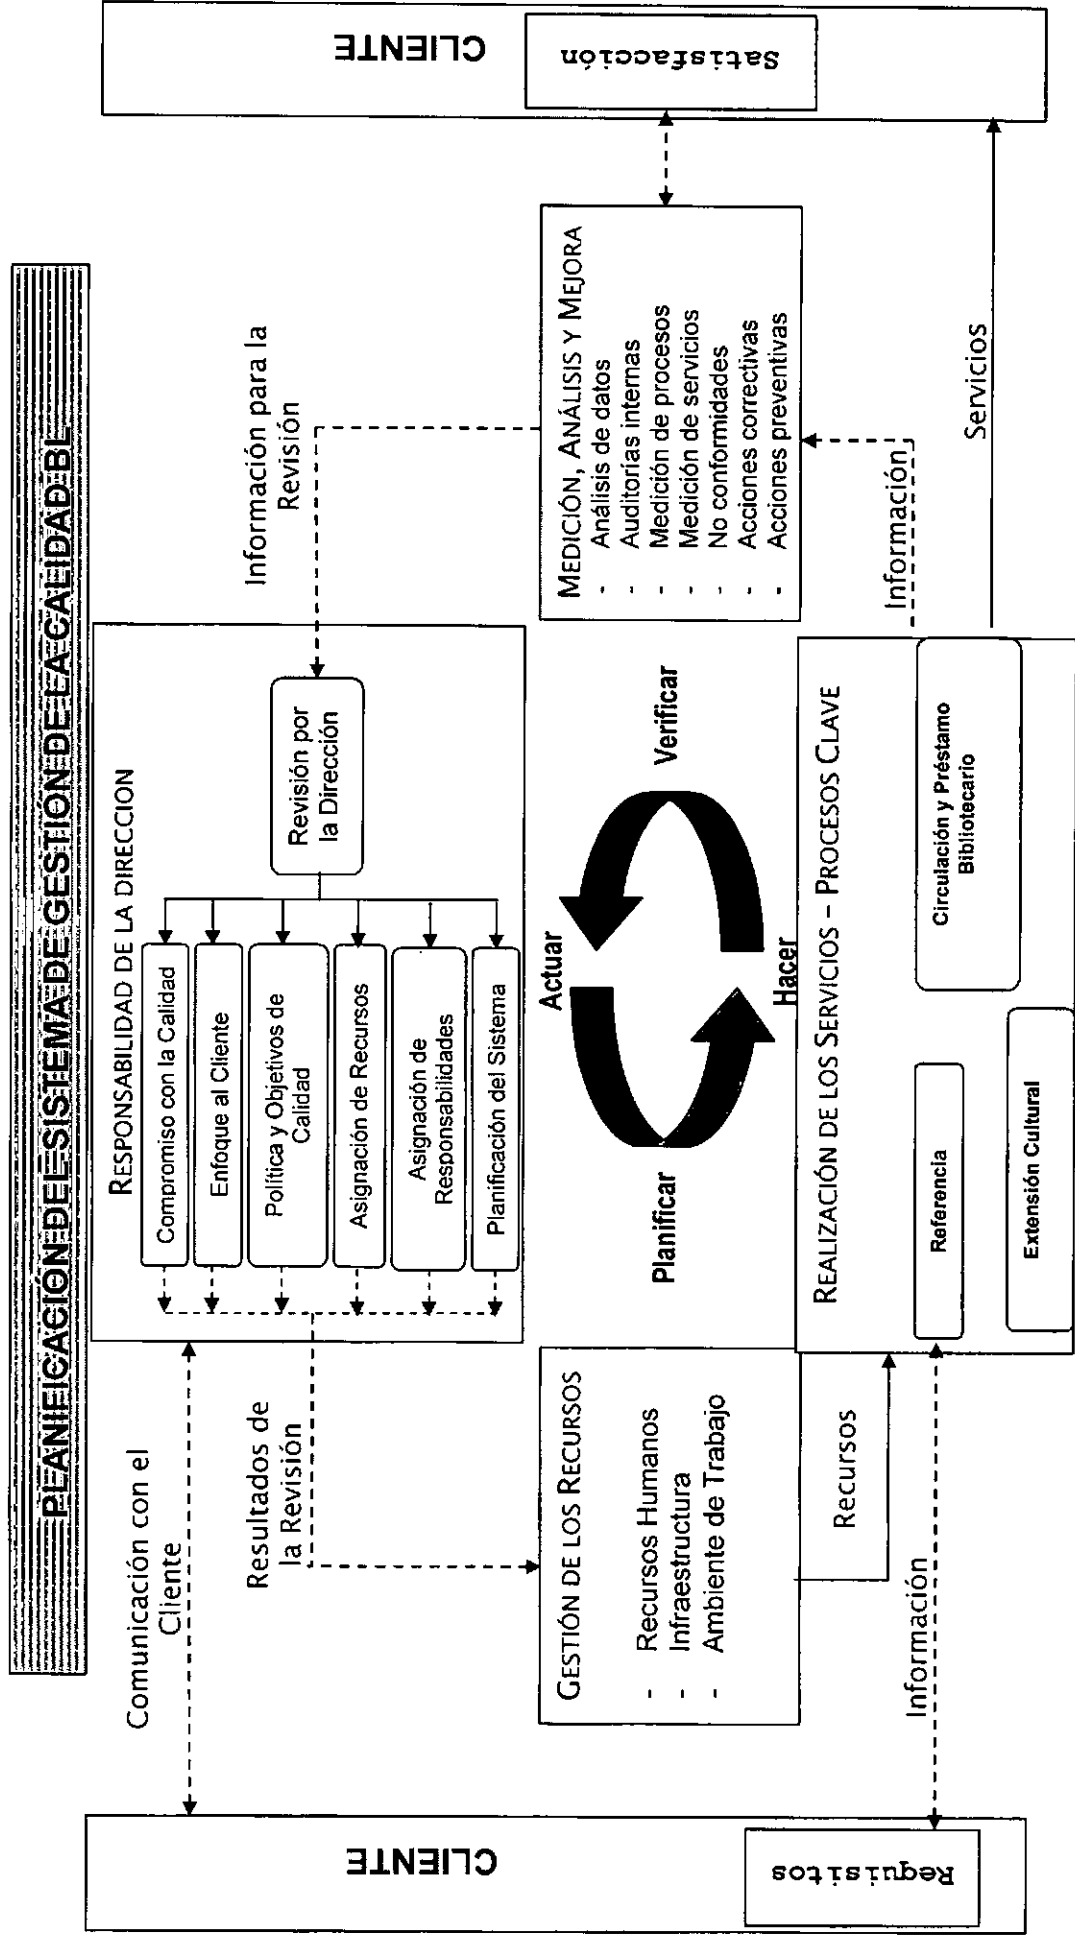 PLANIFICACIÓN DEL SISTEMA DE GESTIÓN DE LA CALIDAD BL
CLIENTE
Requisitos
Comunicación con el
Cliente
Resultados de
la Revisión
RESPONSABILIDAD DE LA DIRECCION
Compromiso con la Calidad
Enfoque al Cliente
Política y Objetivos de
Calidad
Asignación de Recursos
Asignación de
Responsabilidades
Planificación del Sistema
Revisión por
la Dirección
Información para la
Revisión
GESTIÓN DE LOS RECURSOS
- Recursos Humanos
- Infraestructura
- Ambiente de Trabajo
Actuar
Planificar
Verificar
Hacer
MEDICIÓN, ANÁLISIS Y MEJORA
- Análisis de datos
- Auditorías internas
- Medición de procesos
- Medición de servicios
- No conformidades
- Acciones correctivas
- Acciones preventivas
Recursos
Información
REALIZACIÓN DE LOS SERVICIOS – PROCESOS CLAVE
Referencia
Circulación y Préstamo
Bibliotecario
Extensión Cultural
Información
Servicios
CLIENTE
Satisfacción